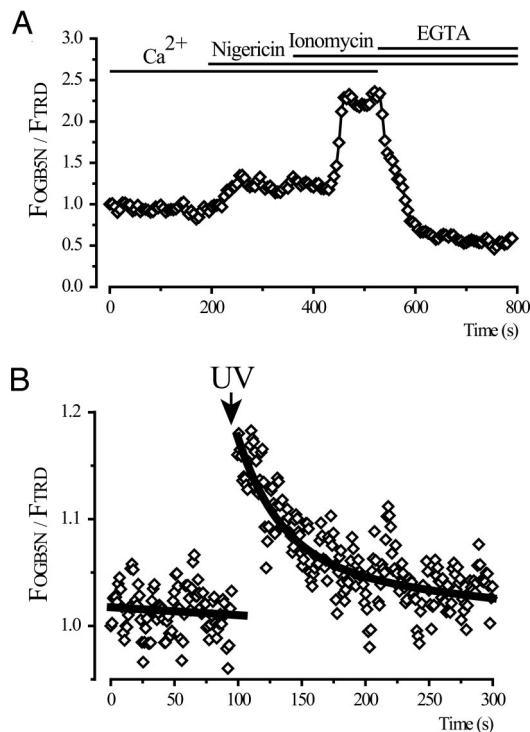 A
Ca2+ Nigericin Ionomycin EGTA
FOGB5N / FTRD
3.0
2.5
2.0
1.5
1.0
0.5
0.0
0 200 400 600 800
Time (s)
B
UV
FOGB5N / FTRD
1.2
1.1
1.0
0 50 100 150 200 250 300
Time (s)